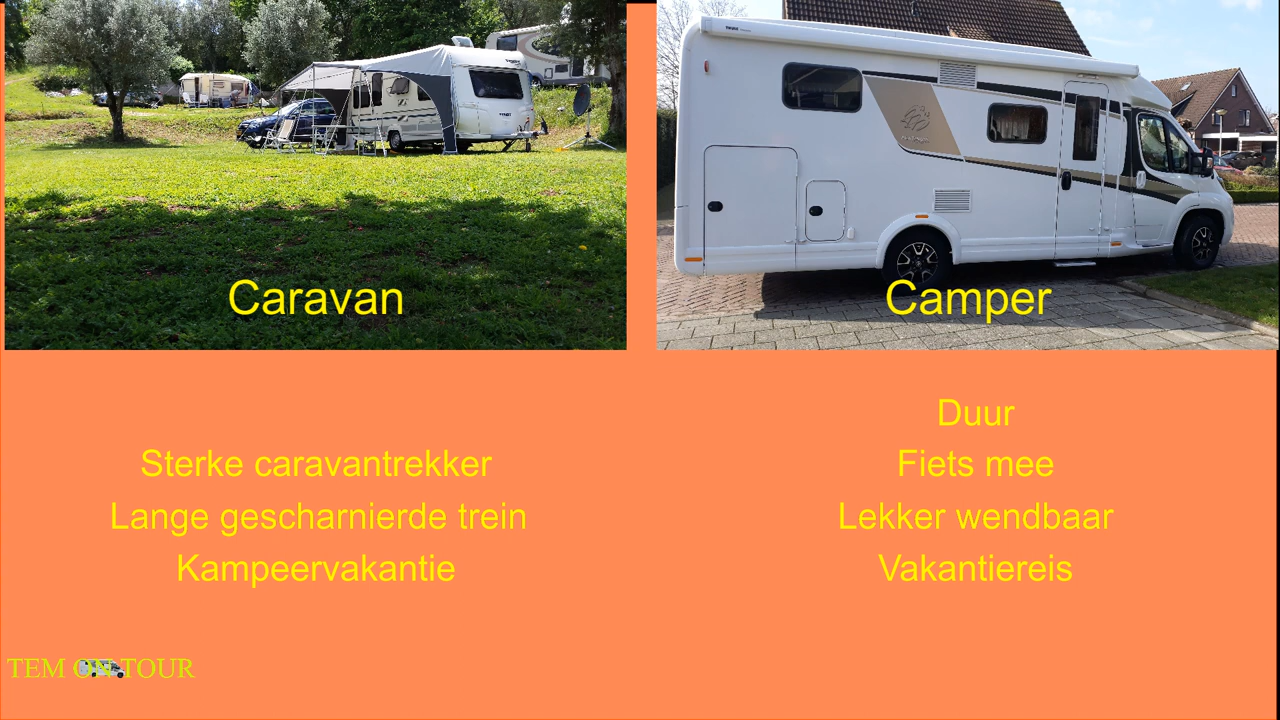 Caravan
Camper
Duur
Sterke caravantrekker
Fiets mee
Lange gescharnierde trein
Lekker wendbaar
Kampeervakantie
Vakantiereis
TEM ON TOUR